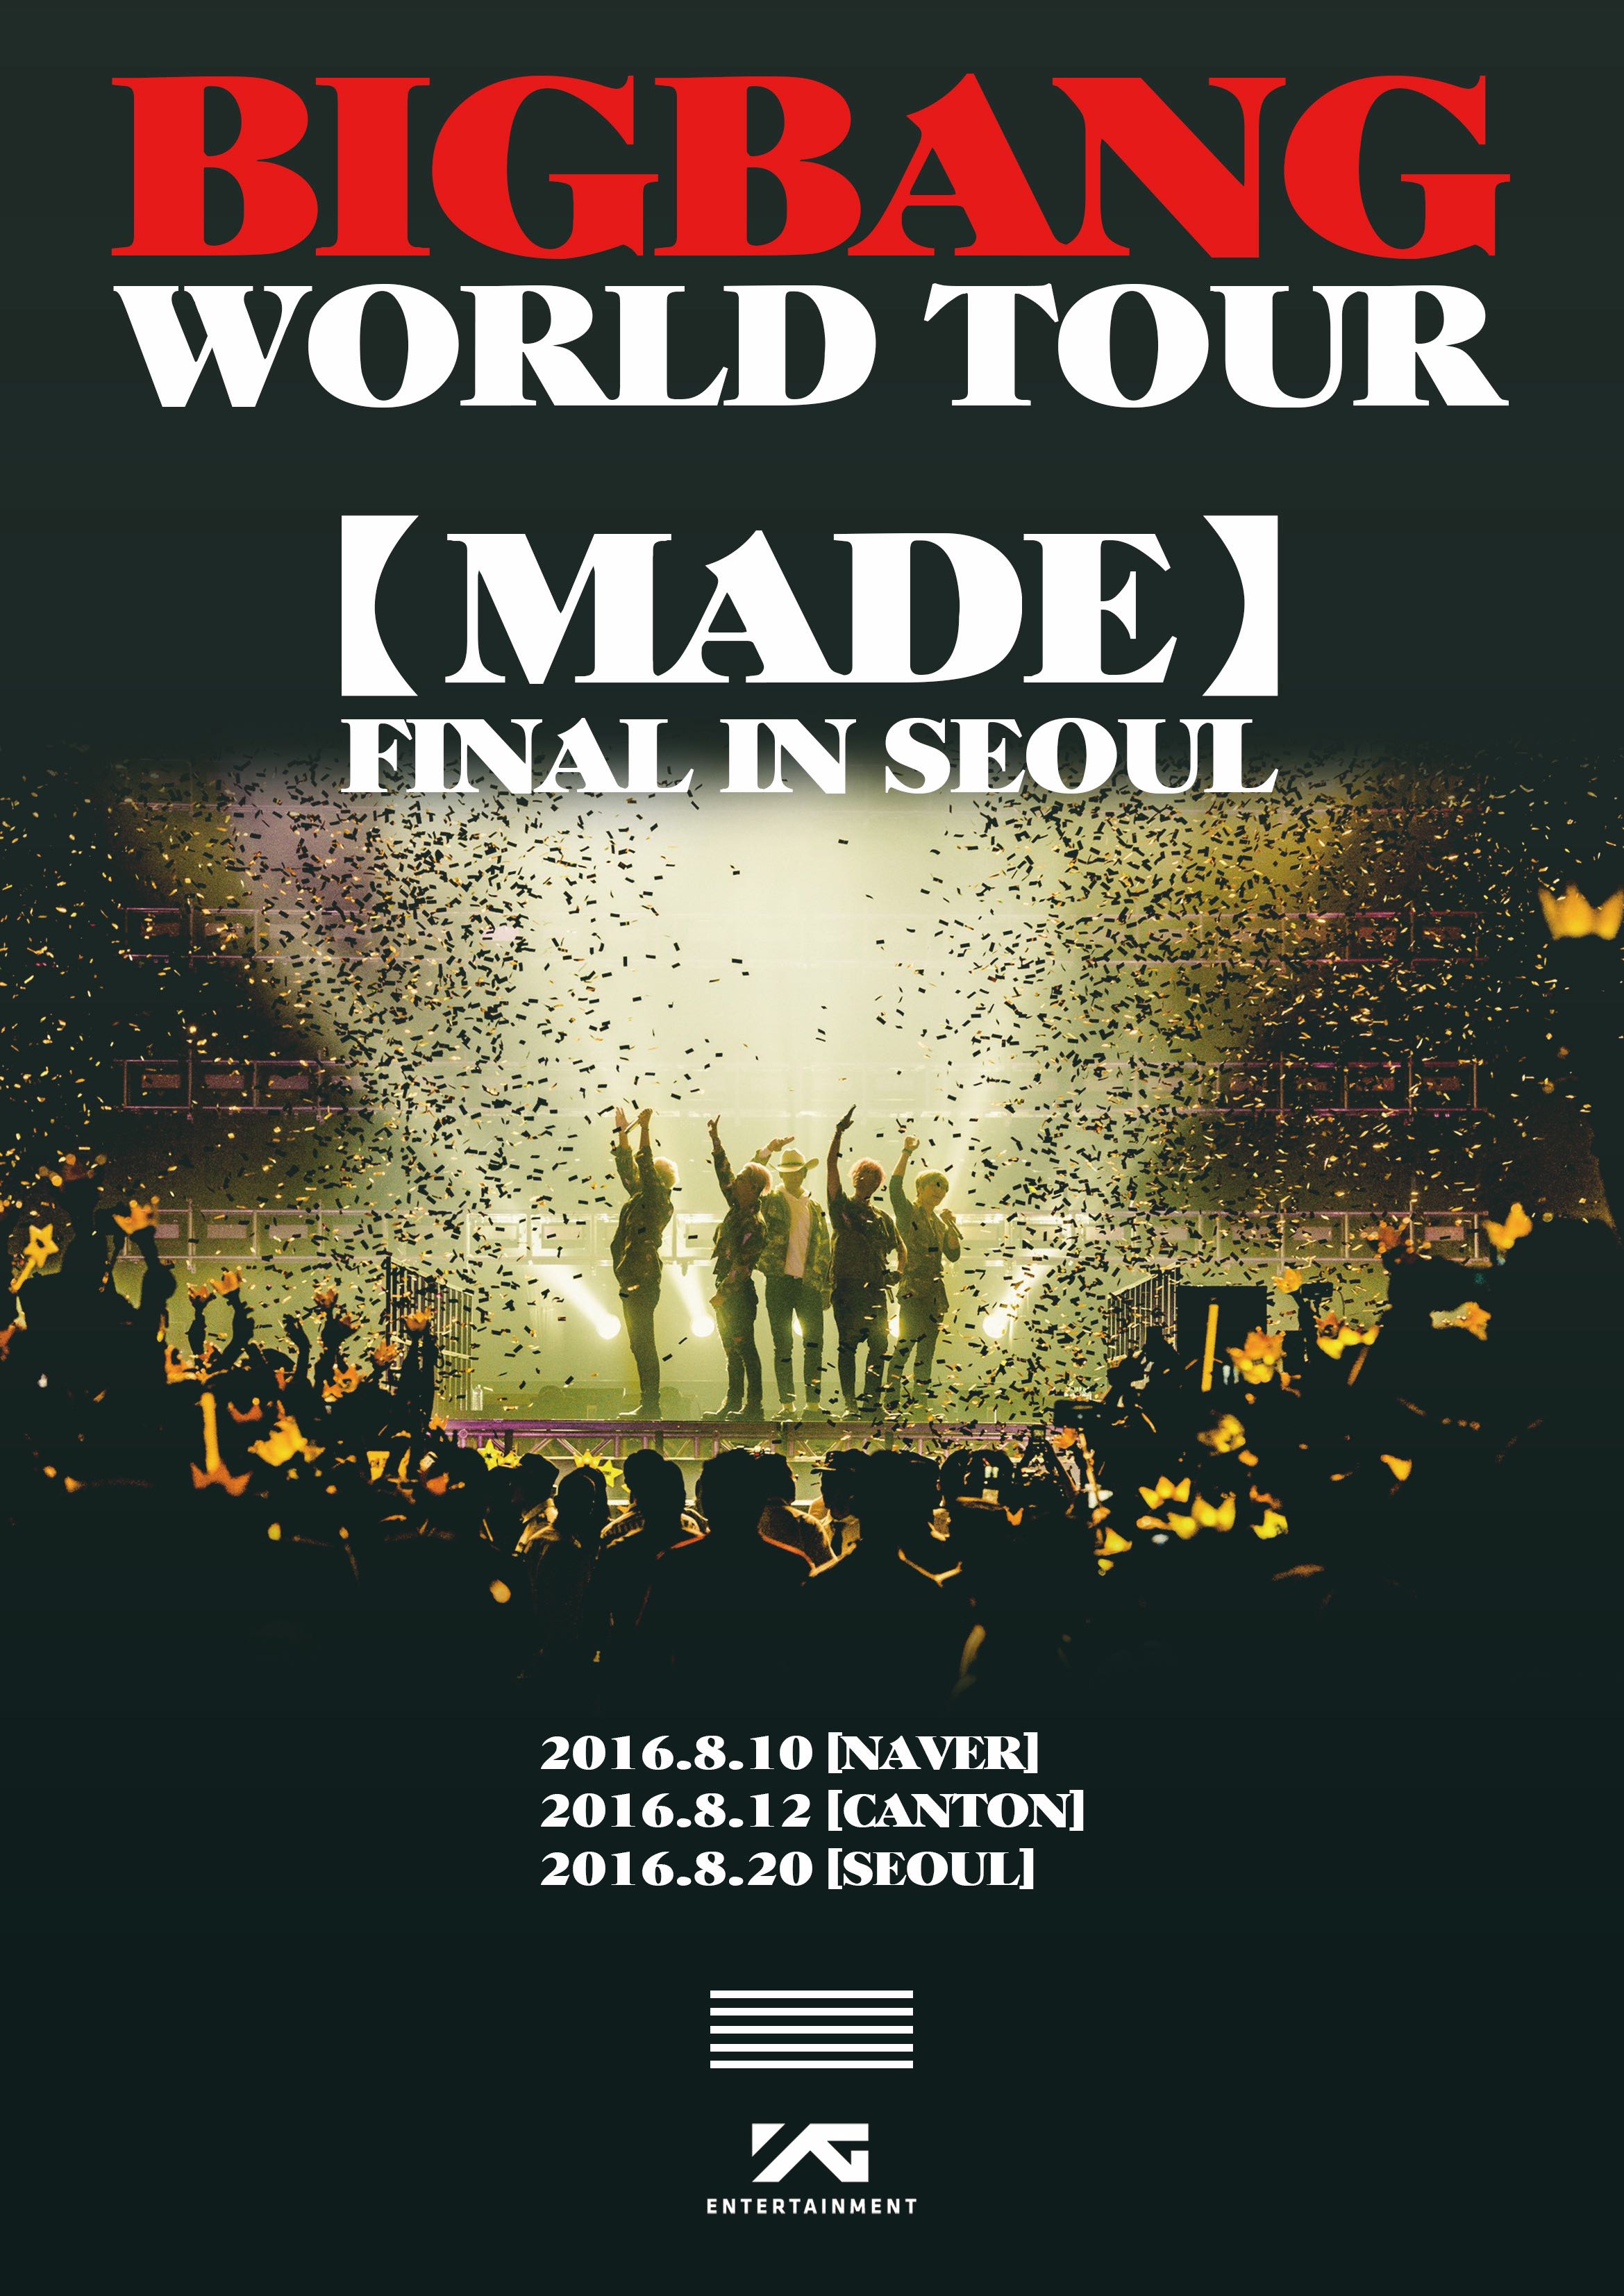 BIGBANG
WORLD TOUR
【MADE】
FINAL IN SEOUL
2016.8.10 [NAVER]
2016.8.12 [CANTON]
2016.8.20 [SEOUL]
YG
ENTERTAINMENT